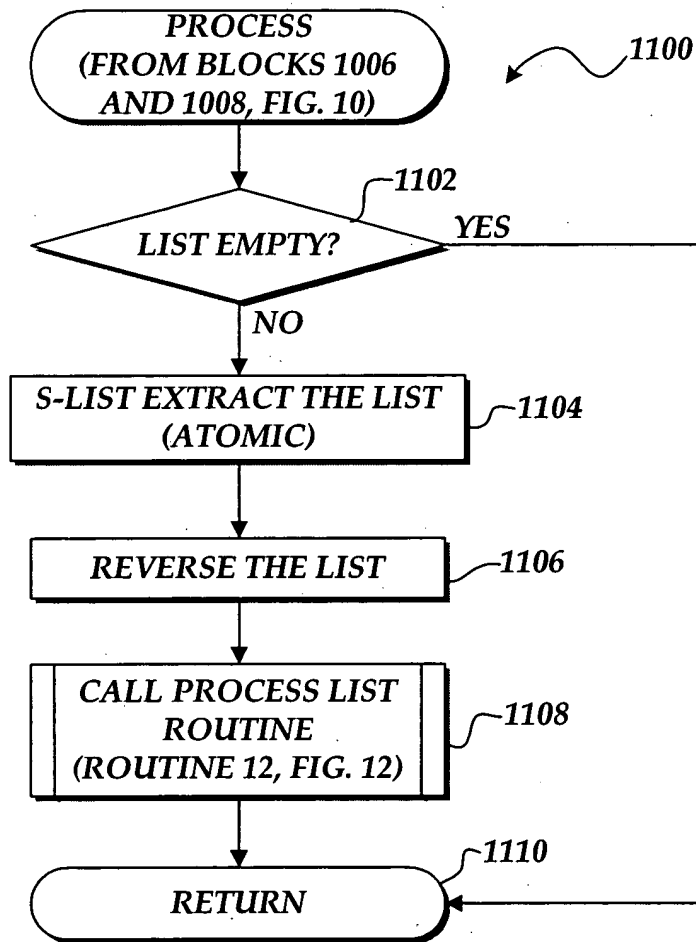 PROCESS
(FROM BLOCKS 1006
AND 1008, FIG. 10)
1100
1102
LIST EMPTY?
YES
NO
S-LIST EXTRACT THE LIST
(ATOMIC)
1104
REVERSE THE LIST
1106
CALL PROCESS LIST
ROUTINE
(ROUTINE 12, FIG. 12)
1108
1110
RETURN